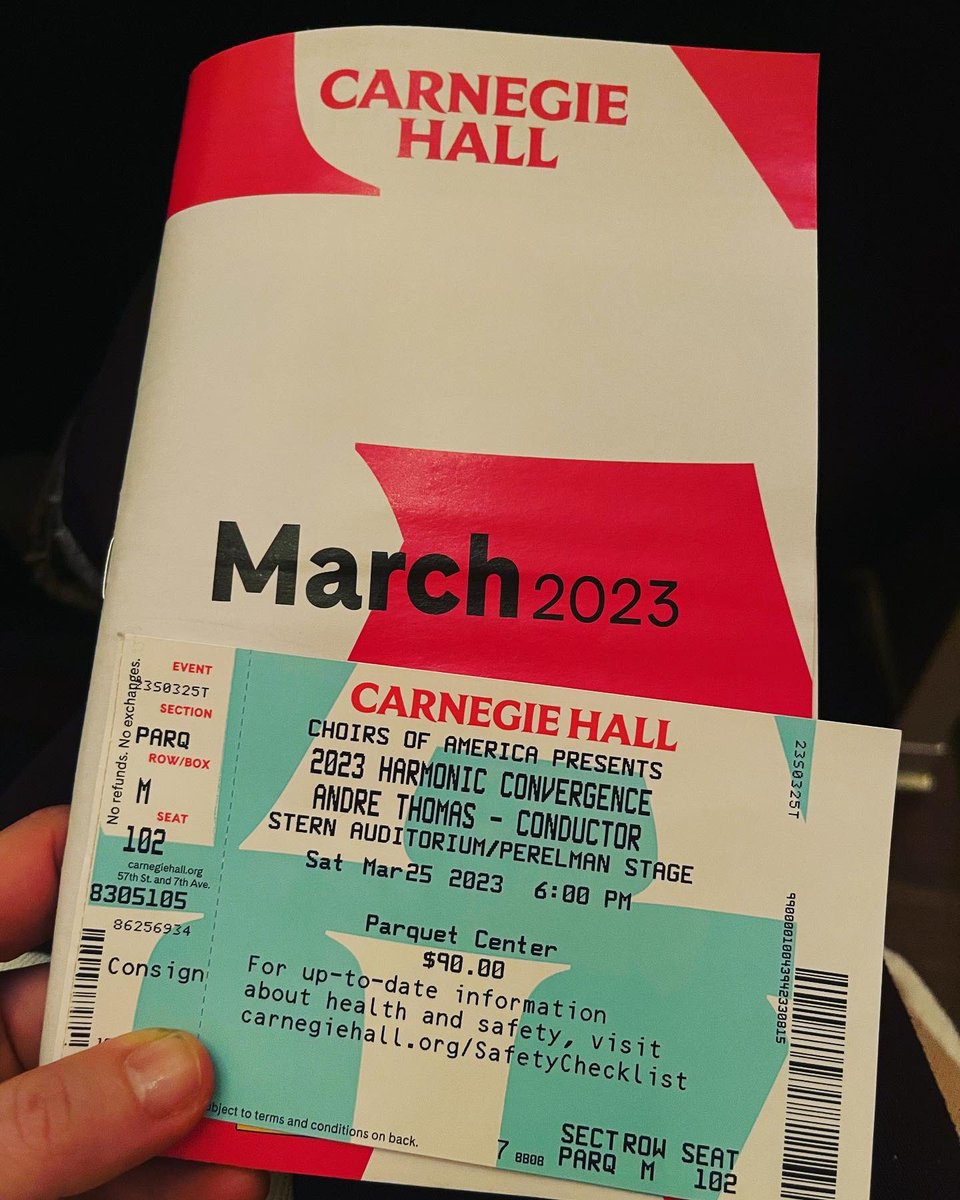 CARNEGIE
HALL
March 2023
No refunds. No exchanges.
EVENT
2350325T
SECTION
PARQ
ROW/BOX
M
SEAT
102
carnegiehall.org
57th St. and 7th Ave.
8305105
86256934
Consign
CARNEGIE HALL
CHOIRS OF AMERICA PRESENTS
2023 HARMONIC CONVERGENCE
ANDRE THOMAS - CONDUCTOR
STERN AUDITORIUM/PERELMAN STAGE
Sat Mar25 2023 6:00 PM
Parquet Center
$90.00
For up-to-date information
about health and safety, visit
carnegiehall.org/SafetyChecklist
subject to terms and conditions on back.
7 8808
SECT ROW SEAT
PARQ M 102
2350325T